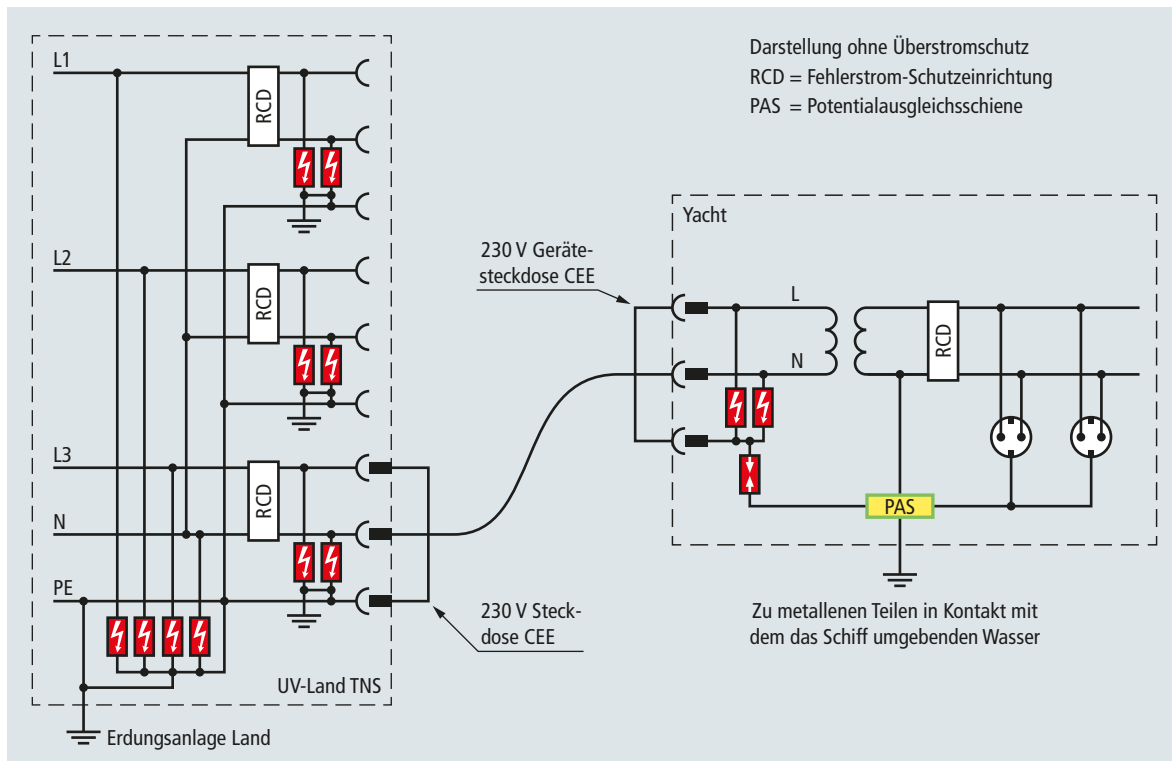 Darstellung ohne Überstromschutz
RCD = Fehlerstrom-Schutzeinrichtung
PAS = Potentialausgleichsschiene
L1
RCD
L2
RCD
L3
RCD
N
PE
UV-Land TNS
Erdungsanlage Land
230 V Geräte-
steckdose CEE
230 V Steck-
dose CEE
Yacht
L
N
RCD
PAS
Zu metallenen Teilen in Kontakt mit
dem das Schiff umgebenden Wasser